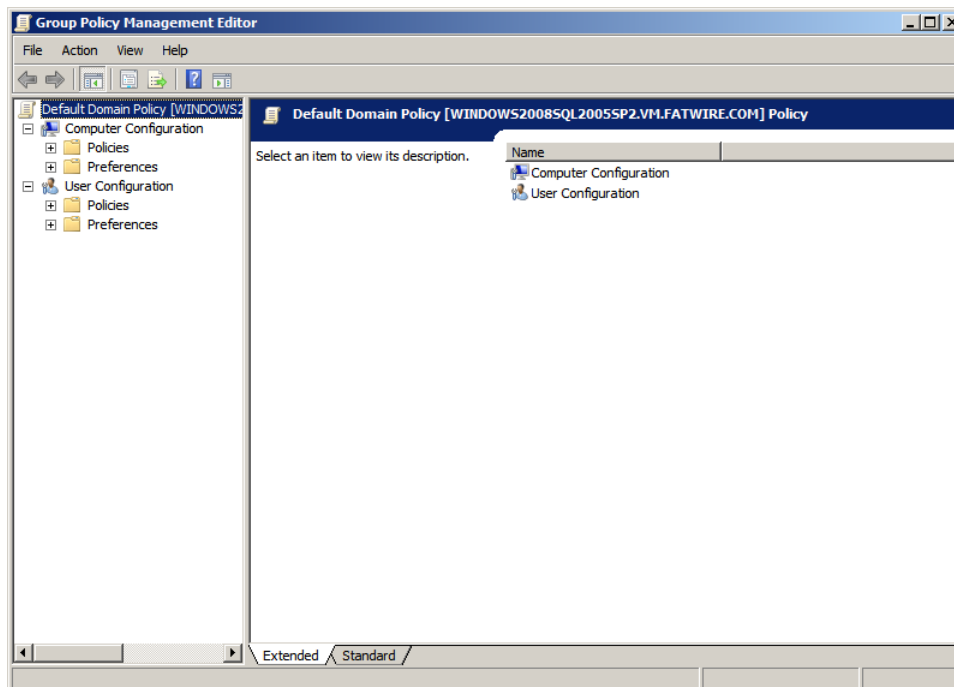 Group Policy Management Editor
File Action View Help
Default Domain Policy [WINDOWS2
Computer Configuration
Policies
Preferences
User Configuration
Policies
Preferences
Default Domain Policy [WINDOWS2008SQL2005SP2.VM.FATWIRE.COM] Policy
Select an item to view its description.
Name
Computer Configuration
User Configuration
Extended Standard